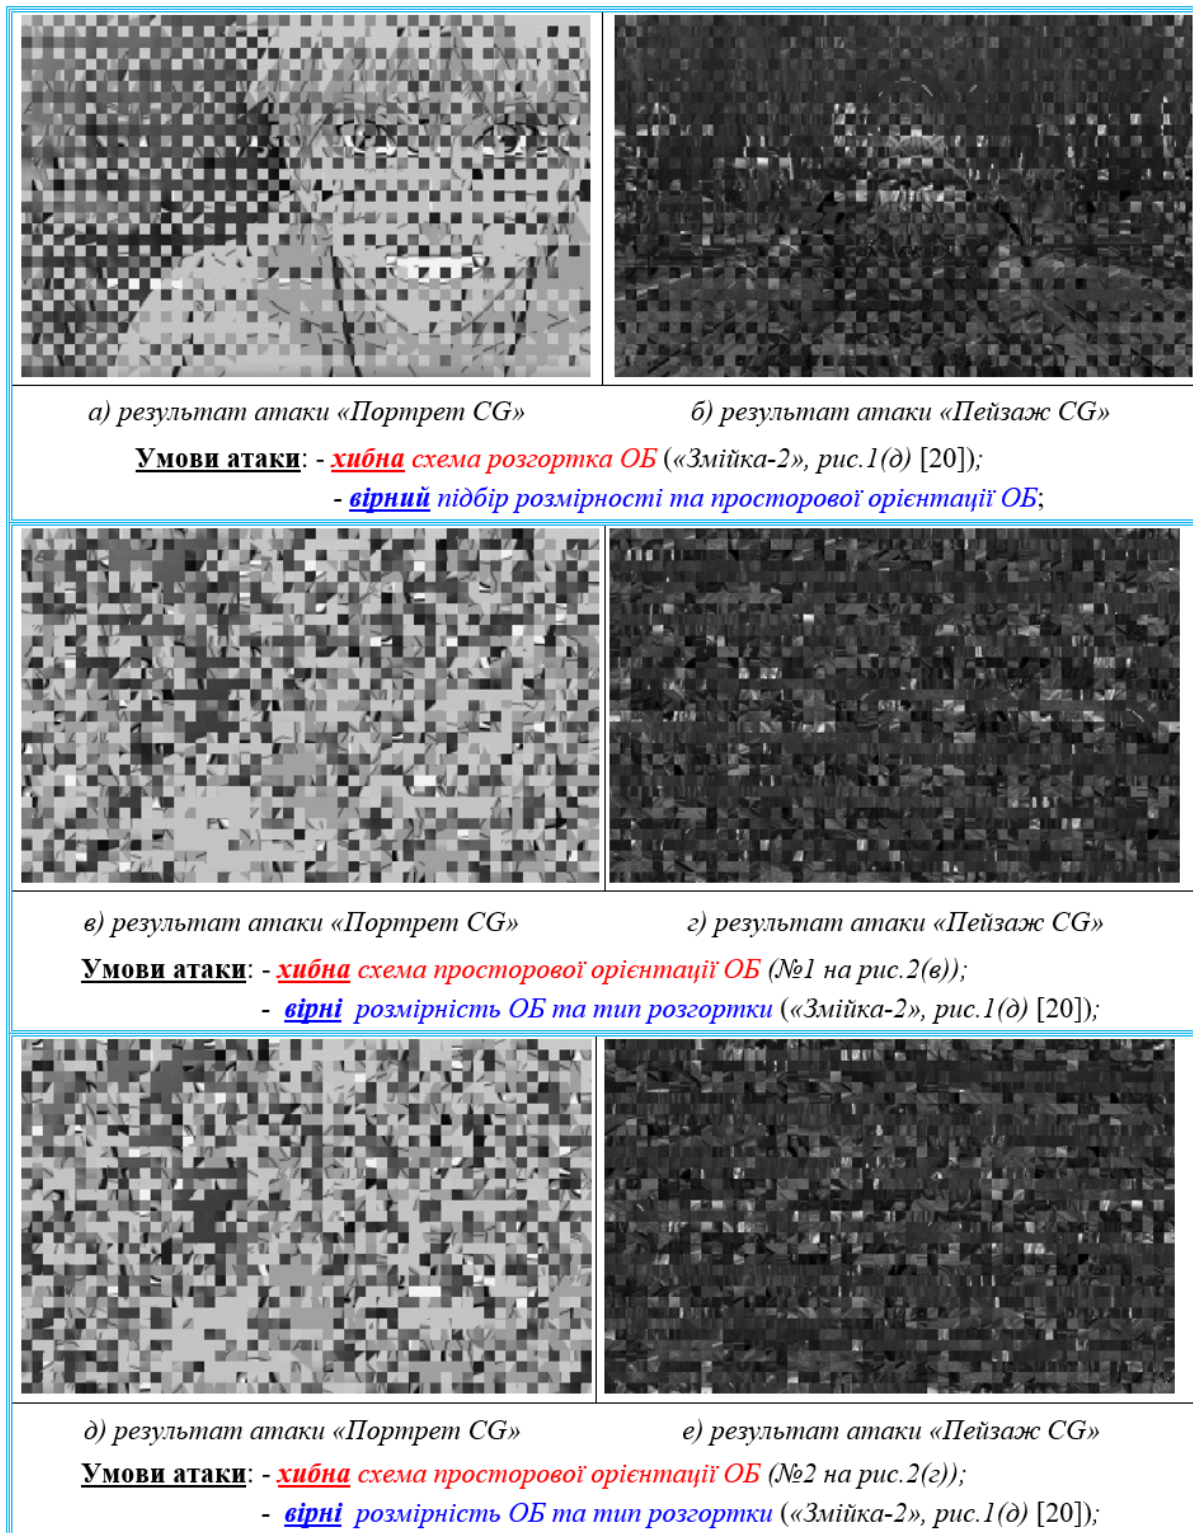 а) результат атаки «Портрет CG»
б) результат атаки «Пейзаж CG»
Умови атаки: - хибна схема розгортка ОБ («Змійка-2», рис.1(д) [20]);
- вірний підбір розмірності та просторової орієнтації ОБ;
в) результат атаки «Портрет CG»
г) результат атаки «Пейзаж CG»
Умови атаки: - хибна схема просторової орієнтації ОБ (№1 на рис.2(в));
- вірні розмірність ОБ та тип розгортки («Змійка-2», рис.1(д) [20]);
д) результат атаки «Портрет CG»
е) результат атаки «Пейзаж CG»
Умови атаки: - хибна схема просторової орієнтації ОБ (№2 на рис.2(г));
- вірні розмірність ОБ та тип розгортки («Змійка-2», рис.1(д) [20]);